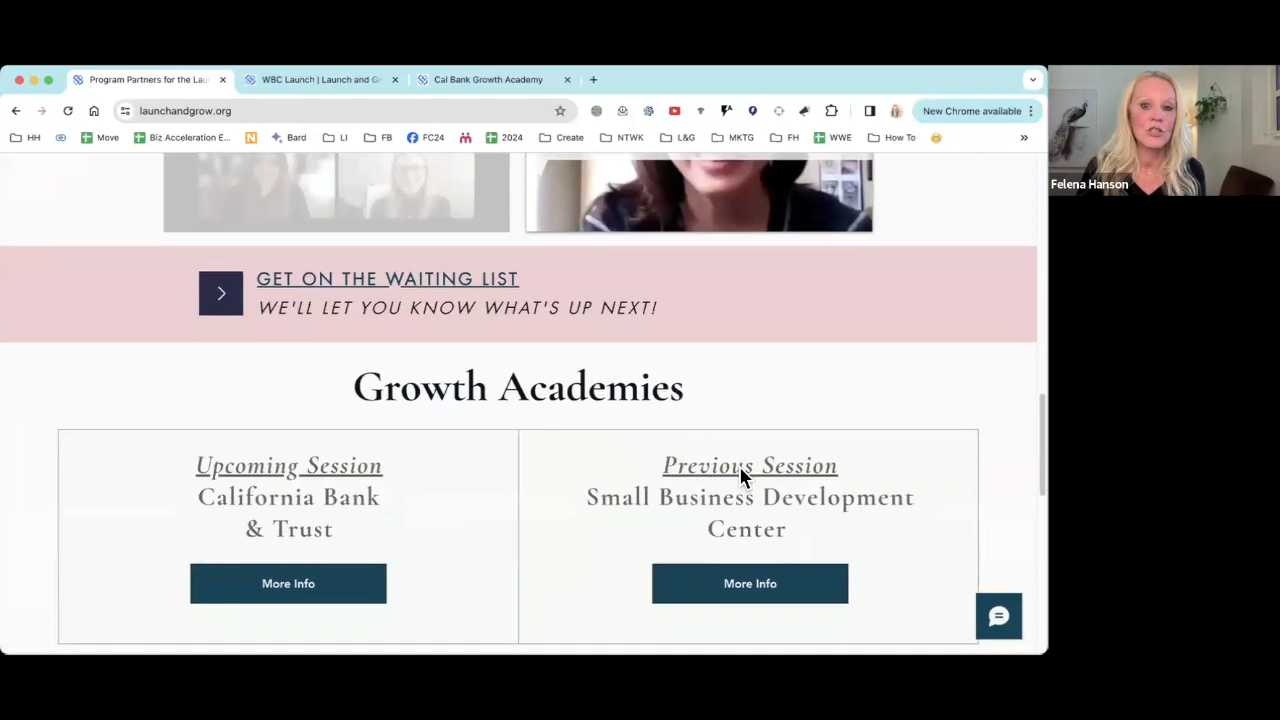 Program Partners for the Lau
WBC Launch | Launch and Gr
Cal Bank Growth Academy
launchandgrow.org
New Chrome available
HH
Move
Biz Acceleration E...
Bard
LI
FB
FC24
2024
Create
NTWK
L&G
MKTG
FH
WWE
How To
»
Felena Hanson
GET ON THE WAITING LIST
WE'LL LET YOU KNOW WHAT'S UP NEXT!
Growth Academies
Upcoming Session
California Bank
& Trust
More Info
Previous Session
Small Business Development
Center
More Info